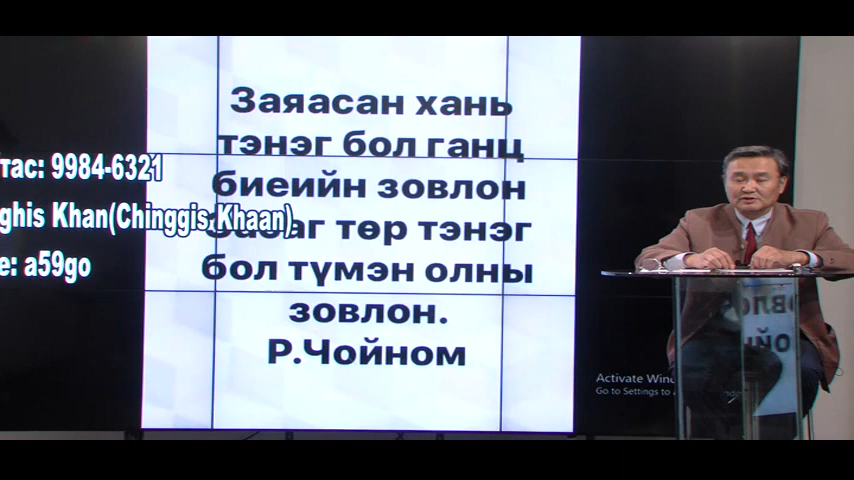 Заяасан хань
тэнэг бол ганц
биеийн зовлон
төр тэнэг
бол түмэн олны
зовлон.
Р.Чойном
тас: 9984-6321
ghis Khan(Chinggis Khaan)
e: a59go
Activate Win
Go to Settings to